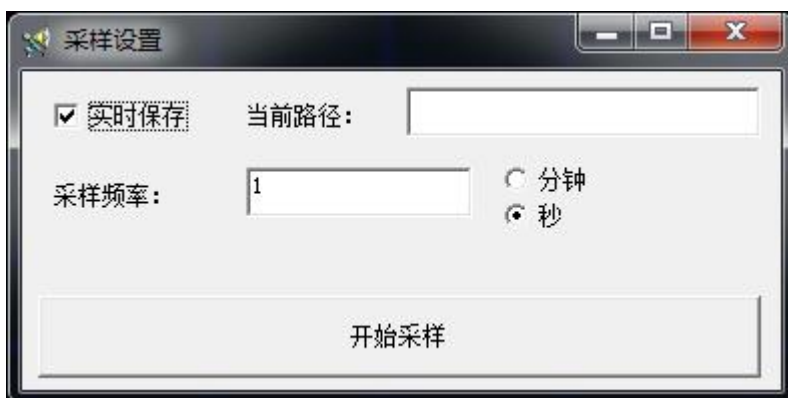 采样设置
实时保存 当前路径：
采样频率： 1 分钟
秒
开始采样